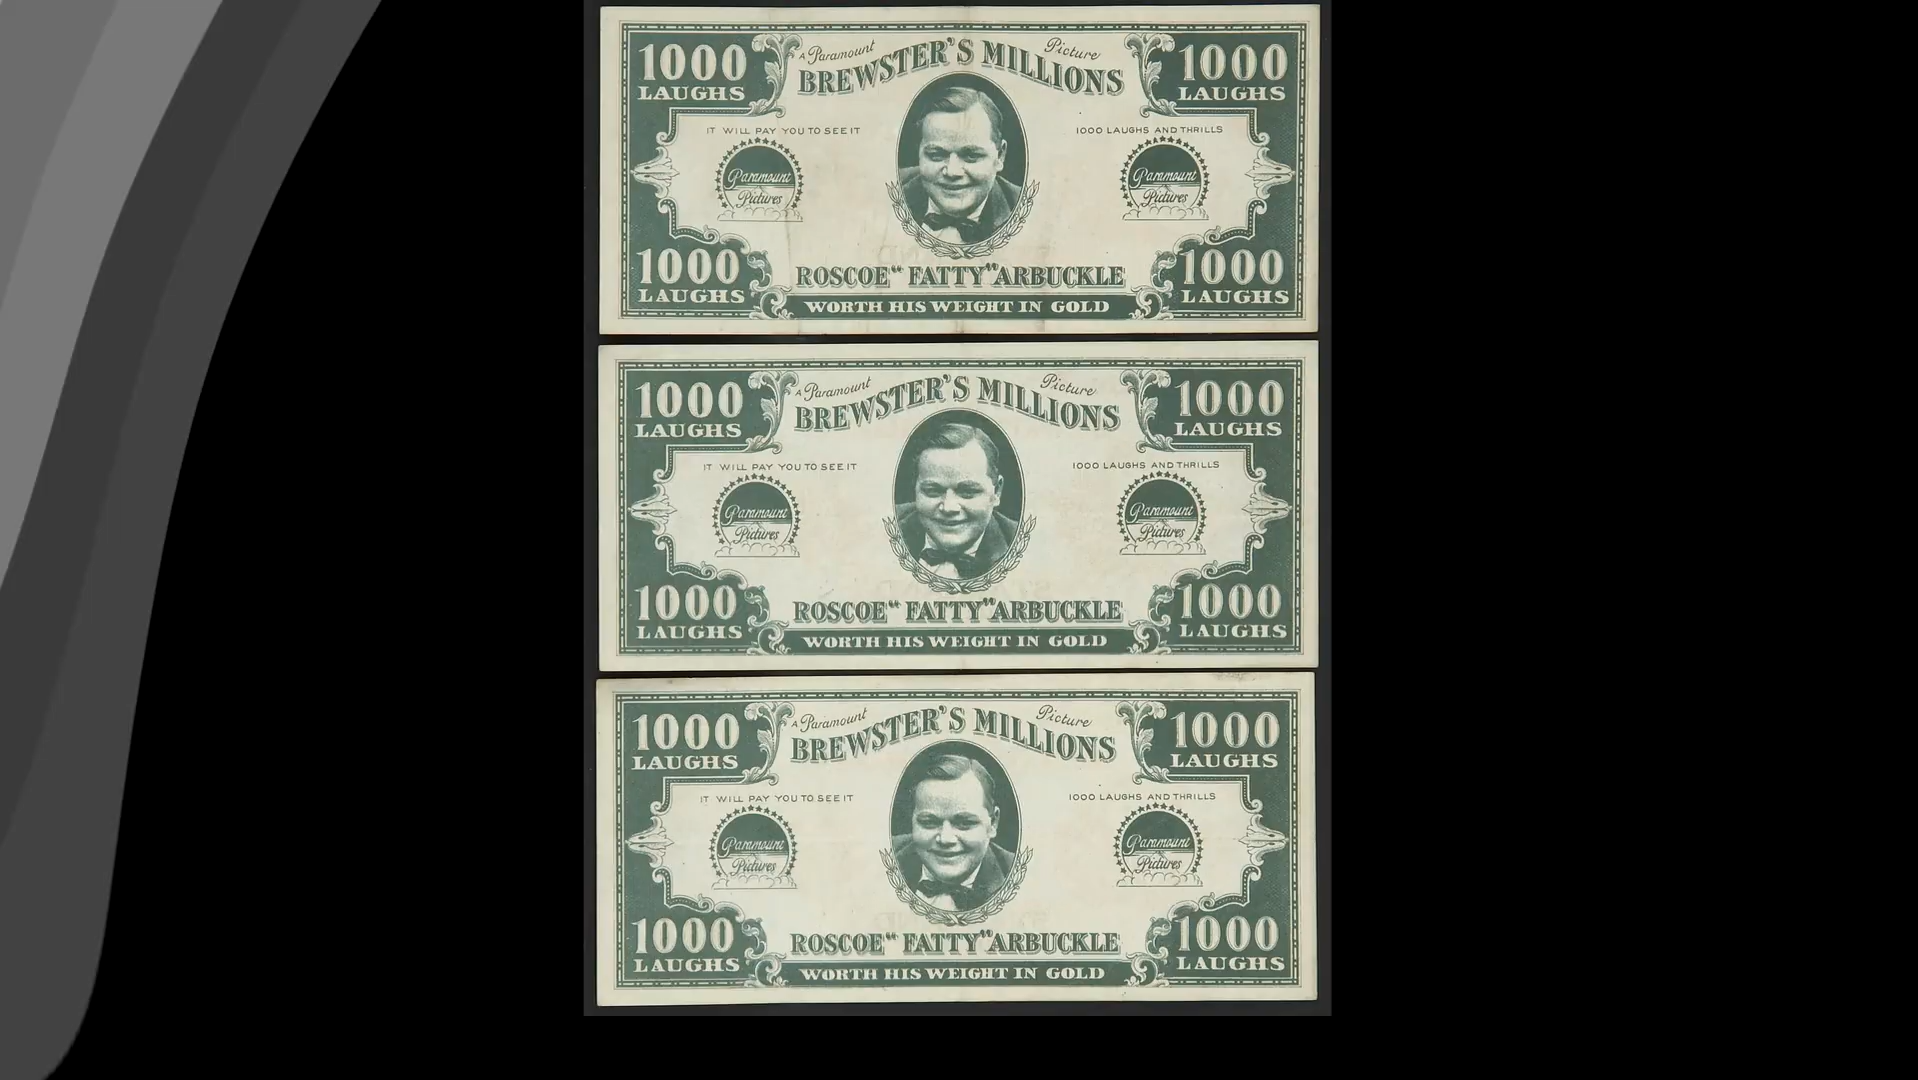 1000 LAUGHS
A Paramount Picture
BREWSTER'S MILLIONS
1000 LAUGHS
IT WILL PAY YOU TO SEE IT
1000 LAUGHS AND THRILLS
Paramount Pictures
Paramount Pictures
1000 LAUGHS
ROSCOE "FATTY" ARBUCKLE
1000 LAUGHS
WORTH HIS WEIGHT IN GOLD
1000 LAUGHS
A Paramount Picture
BREWSTER'S MILLIONS
1000 LAUGHS
IT WILL PAY YOU TO SEE IT
1000 LAUGHS AND THRILLS
Paramount Pictures
Paramount Pictures
1000 LAUGHS
ROSCOE "FATTY" ARBUCKLE
1000 LAUGHS
WORTH HIS WEIGHT IN GOLD
1000 LAUGHS
A Paramount Picture
BREWSTER'S MILLIONS
1000 LAUGHS
IT WILL PAY YOU TO SEE IT
1000 LAUGHS AND THRILLS
Paramount Pictures
Paramount Pictures
1000 LAUGHS
ROSCOE "FATTY" ARBUCKLE
1000 LAUGHS
WORTH HIS WEIGHT IN GOLD